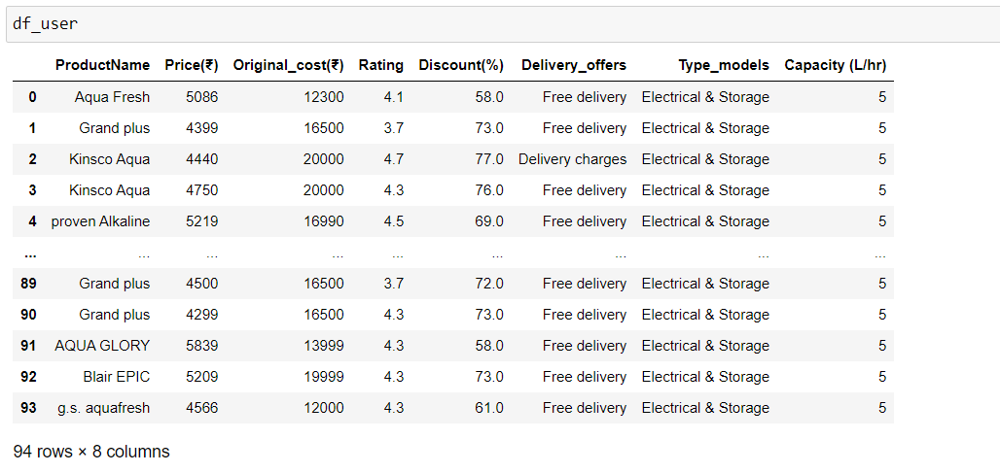 df_user
ProductName Price(₹) Original_cost(₹) Rating Discount(%) Delivery_offers Type_models Capacity (L/hr)
0 Aqua Fresh 5086 12300 4.1 58.0 Free delivery Electrical & Storage 5
1 Grand plus 4399 16500 3.7 73.0 Free delivery Electrical & Storage 5
2 Kinsco Aqua 4440 20000 4.7 77.0 Delivery charges Electrical & Storage 5
3 Kinsco Aqua 4750 20000 4.3 76.0 Free delivery Electrical & Storage 5
4 proven Alkaline 5219 16990 4.5 69.0 Free delivery Electrical & Storage 5
... ... ... ... ... ... ... ... ...
89 Grand plus 4500 16500 3.7 72.0 Free delivery Electrical & Storage 5
90 Grand plus 4299 16500 4.3 73.0 Free delivery Electrical & Storage 5
91 AQUA GLORY 5839 13999 4.3 58.0 Free delivery Electrical & Storage 5
92 Blair EPIC 5209 19999 4.3 73.0 Free delivery Electrical & Storage 5
93 g.s. aquafresh 4566 12000 4.3 61.0 Free delivery Electrical & Storage 5
94 rows × 8 columns